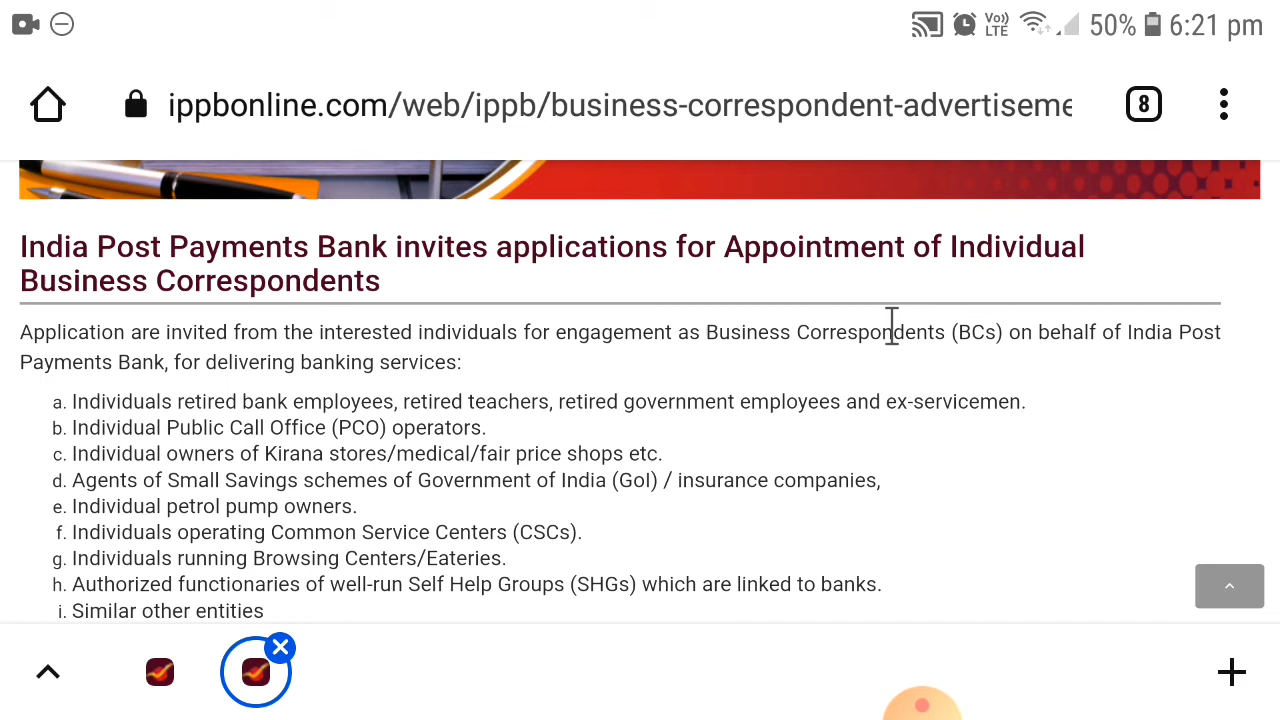 Vo)) LTE 50% 6:21 pm
ippbonline.com/web/ippb/business-correspondent-advertiseme 8
India Post Payments Bank invites applications for Appointment of Individual
Business Correspondents
Application are invited from the interested individuals for engagement as Business Correspondents (BCs) on behalf of India Post
Payments Bank, for delivering banking services:
a. Individuals retired bank employees, retired teachers, retired government employees and ex-servicemen.
b. Individual Public Call Office (PCO) operators.
c. Individual owners of Kirana stores/medical/fair price shops etc.
d. Agents of Small Savings schemes of Government of India (GoI) / insurance companies,
e. Individual petrol pump owners.
f. Individuals operating Common Service Centers (CSCs).
g. Individuals running Browsing Centers/Eateries.
h. Authorized functionaries of well-run Self Help Groups (SHGs) which are linked to banks.
i. Similar other entities